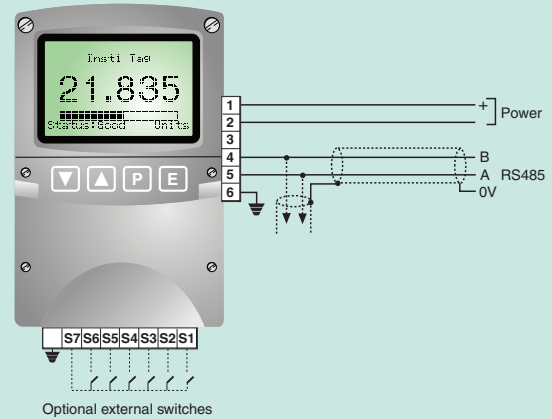 Insti Tag
21.835
Status:Good Units
P E
1
2
3
4
5
6
+
Power
B
A RS485
0V
S7 S6 S5 S4 S3 S2 S1
Optional external switches